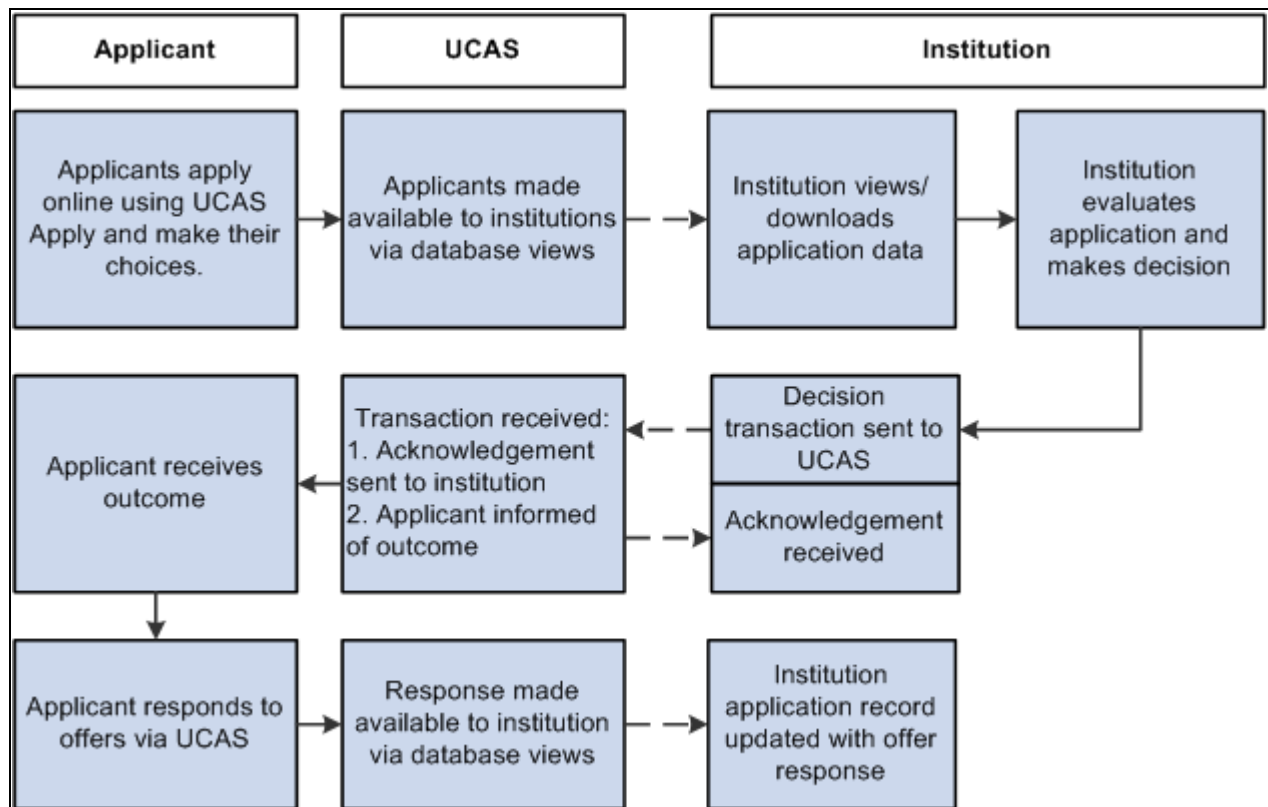 Applicant
UCAS
Institution
Applicants apply
online using UCAS
Apply and make their
choices.
Applicants made
available to institutions
via database views
Institution views/
downloads
application data
Institution
evaluates
application and
makes decision
Applicant receives
outcome
Transaction received:
1. Acknowledgement
sent to institution
2. Applicant informed
of outcome
Decision
transaction sent to
UCAS
Acknowledgement
received
Applicant responds to
offers via UCAS
Response made
available to institution
via database views
Institution
application record
updated with offer
response